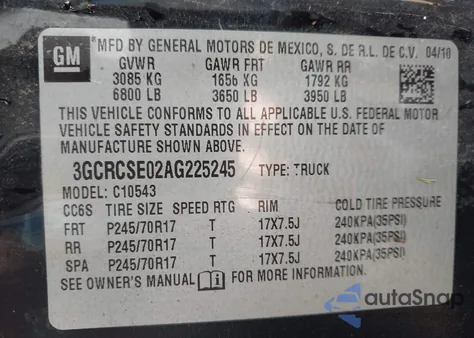 GM MFD BY GENERAL MOTORS DE MEXICO, S. DE R.L. DE C.V. 04/10
GVWR GAWR FRT GAWR RR
3085 KG 1656 KG 1792 KG
6800 LB 3650 LB 3950 LB
THIS VEHICLE CONFORMS TO ALL APPLICABLE U.S. FEDERAL MOTOR
VEHICLE SAFETY STANDARDS IN EFFECT ON THE DATE OF
MANUFACTURE SHOWN ABOVE.
3GCRCSE02AG225245 TYPE: TRUCK
MODEL: C10543
CC6S TIRE SIZE SPEED RTG RIM COLD TIRE PRESSURE
FRT P245/70R17 T 17X7.5J 240KPA(35PSI)
RR P245/70R17 T 17X7.5J 240KPA(35PSI)
SPA P245/70R17 T 17X7.5J 240KPA(35PSI)
SEE OWNER'S MANUAL FOR MORE INFORMATION
autaSnap